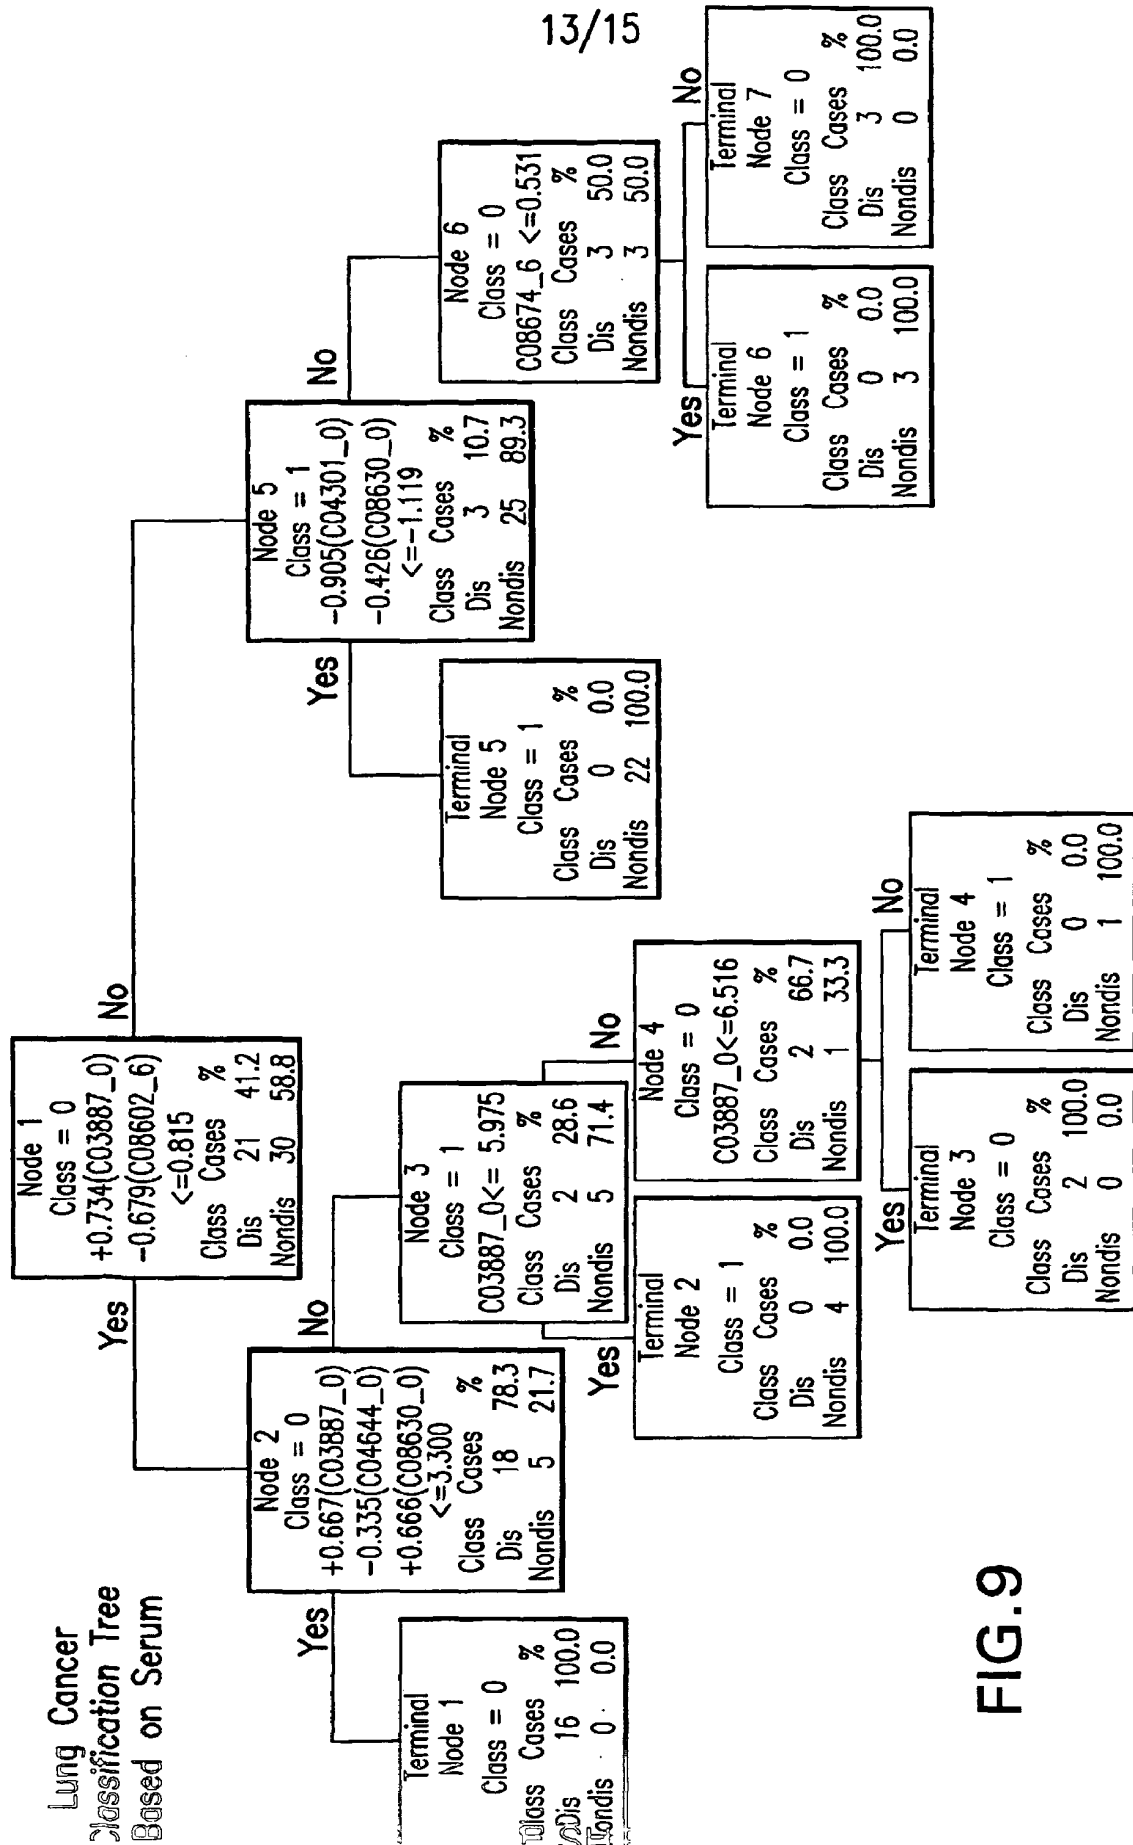 13/15
Lung Cancer
Classification Tree
Based on Serum
Node 1
Class = 0
+0.734(C03887_0)
-0.679(C08602_6)
<=0.815
Class Cases %
Dis 21 41.2
Nondis 30 58.8
Yes
No
Node 2
Class = 0
+0.667(C03887_0)
-0.335(C04644_0)
+0.666(C08630_0)
<=3.300
Class Cases %
Dis 18 78.3
Nondis 5 21.7
Yes
No
Node 5
Class = 1
-0.905(C04301_0)
-0.426(C08630_0)
<=-1.119
Class Cases %
Dis 3 10.7
Nondis 25 89.3
Yes
No
Terminal
Node 1
Class = 0
Class Cases %
Dis 16 100.0
Nondis 0 0.0
Node 3
Class = 1
C03887_0<= 5.975
Class Cases %
Dis 2 28.6
Nondis 5 71.4
Yes
No
Terminal
Node 5
Class = 1
Class Cases %
Dis 0 0.0
Nondis 22 100.0
Node 6
Class = 0
C08674_6 <=0.531
Class Cases %
Dis 3 50.0
Nondis 3 50.0
Yes
No
Terminal
Node 2
Class = 1
Class Cases %
Dis 0 0.0
Nondis 4 100.0
Node 4
Class = 0
C03887_0<=6.516
Class Cases %
Dis 2 66.7
Nondis 1 33.3
Yes
No
Terminal
Node 6
Class = 1
Class Cases %
Dis 0 0.0
Nondis 3 100.0
Terminal
Node 7
Class = 0
Class Cases %
Dis 3 100.0
Nondis 0 0.0
Terminal
Node 3
Class = 0
Class Cases %
Dis 2 100.0
Nondis 0 0.0
Terminal
Node 4
Class = 1
Class Cases %
Dis 0 0.0
Nondis 1 100.0
FIG.9